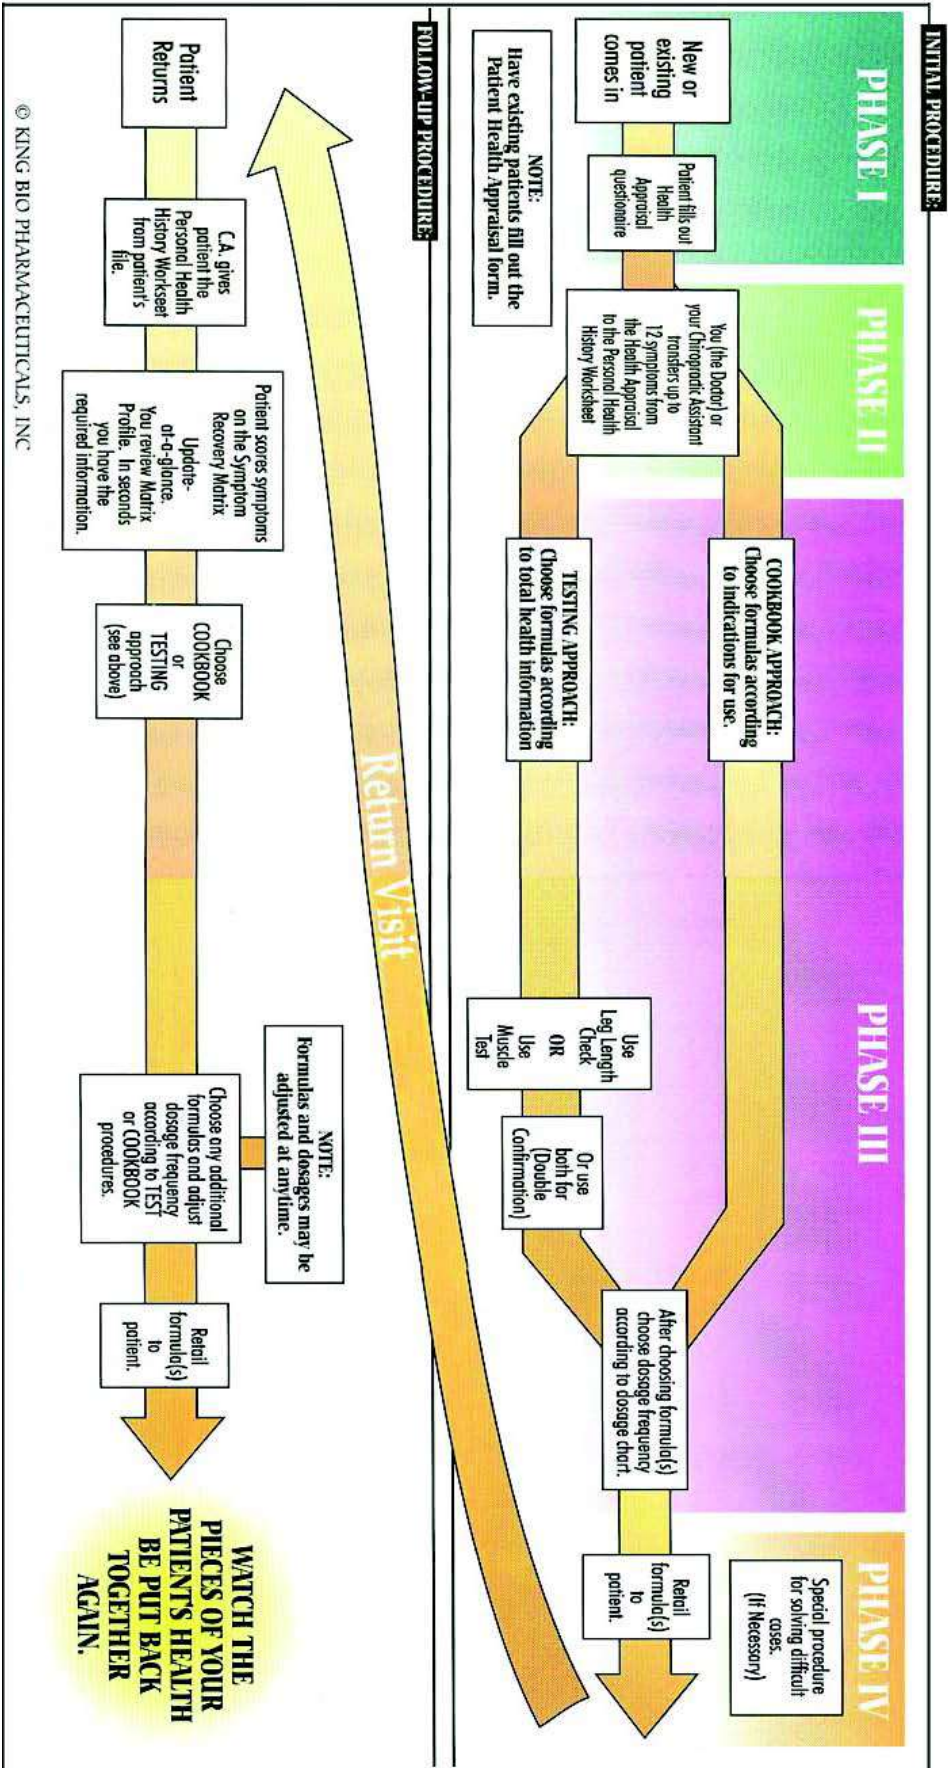 INITIAL PROCEDURE:
PHASE I
PHASE II
PHASE III
PHASE IV
New or
existing
patient
comes in
Patient fills out
Health
Appraisal
questionaire
NOTE:
Have existing patients fill out the
Patient Health Appraisal form.
You (the Doctor) or
your Chiropractic Assistant
transfers up to
12 symptoms from
the Health Appraisal
to the Personal Health
History Worksheet
COOKBOOK APPROACH:
Choose formulas according
to indications for use.
TESTING APPROACH:
Choose formulas according
to total health information
Use
Leg Length
Check
OR
Use
Muscle
Test
Or use
both for
(Double
Confirmation)
After choosing formula(s)
choose dosage frequency
according to dosage chart.
Special procedure
for solving difficult
cases.
(If Necessary)
Retail
formula(s)
to
patient.
Return Visit
FOLLOW-UP PROCEDURE:
Patient
Returns
C.A. gives
patient the
Personal Health
History Workseet
from patient's
file.
Patient scores symptoms
on the Symptom
Recovery Matrix
Update-
at-a-glance.
You review Matrix
Profile. In seconds
you have the
required information.
Choose
COOKBOOK
or
TESTING
approach
(see above)
NOTE:
Formulas and dosages may be
adjusted at anytime.
Choose any additional
formulas and adjust
dosage frequency
according to TEST
or COOKBOOK
procedures.
Retail
formula(s)
to
patient.
WATCH THE
PIECES OF YOUR
PATIENT'S HEALTH
BE PUT BACK
TOGETHER
AGAIN.
© KING BIO PHARMACEUTICALS, INC